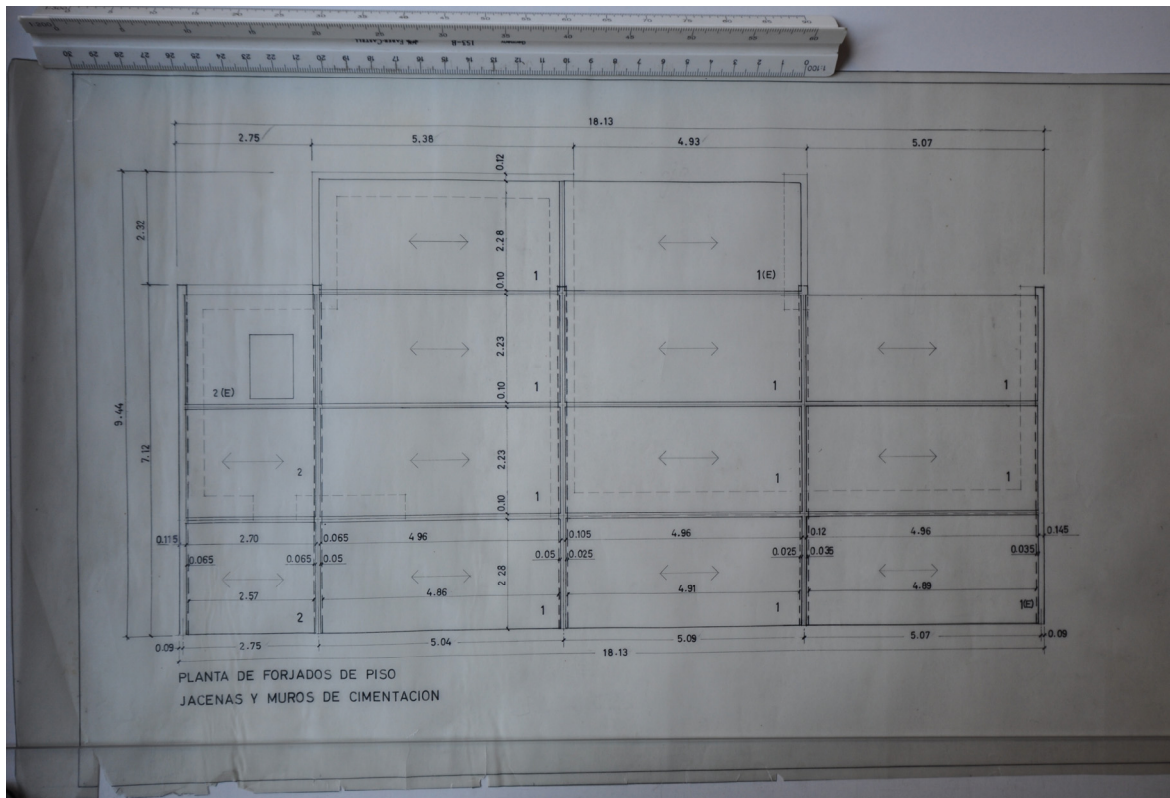 18.13
2.75 5.38 4.93 5.07
0.12
2.32
2.28
0.10
1 1(E)
9.44
7.12
2.23
0.10
2(E) 1 1 1
2.23
0.10
2 1 1 1
0.115 2.70 0.065 4.96 0.105 4.96 0.12 4.96 0.145
0.065 0.065 0.05 0.05 0.025 0.025 0.035 0.035
2.28
2.57 4.86 4.91 4.89
2 1 1 1(E)
0.09 2.75 5.04 5.09 5.07 0.09
18.13
PLANTA DE FORJADOS DE PISO
JACENAS Y MUROS DE CIMENTACION